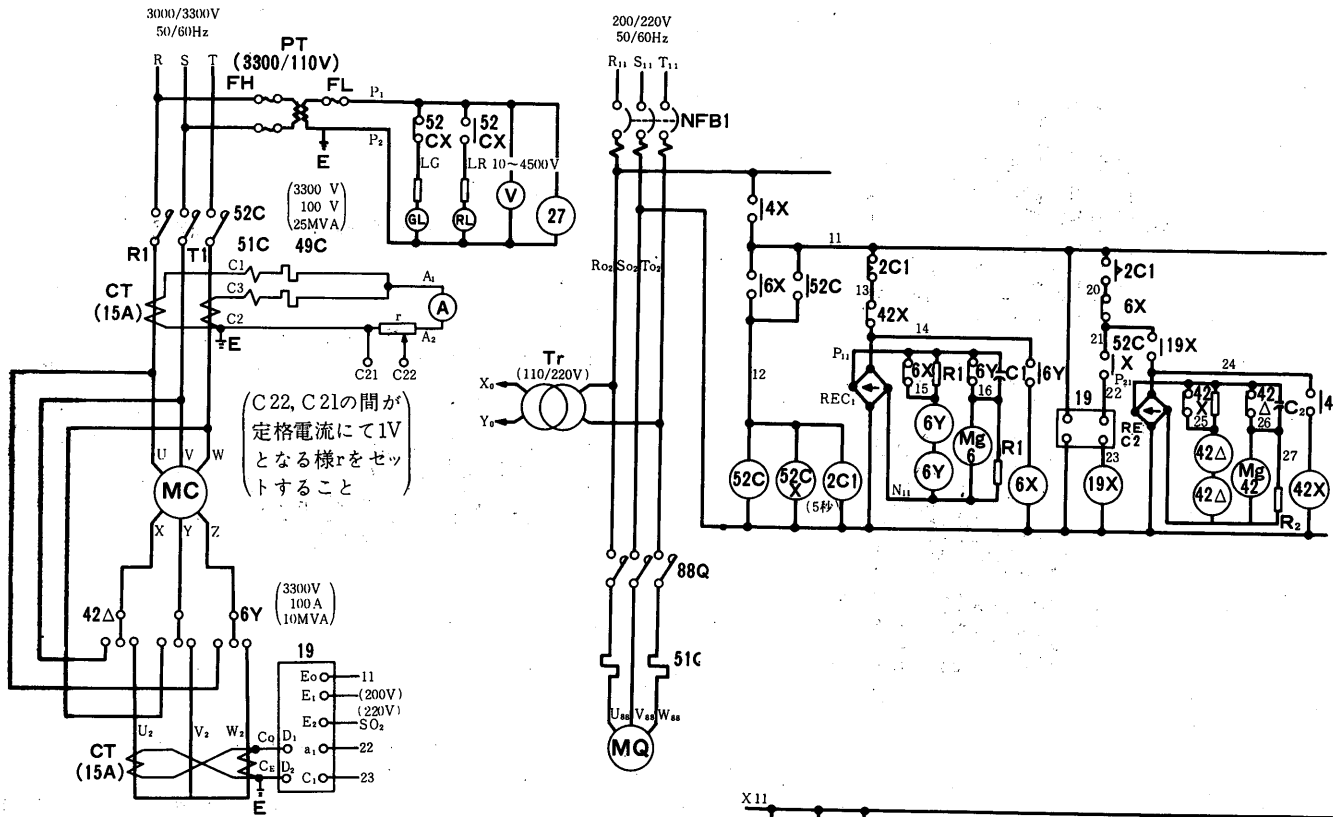 3000/3300V
50/60Hz
R S T
PT
(3300/110V)
FH
FL
P₁
P₂
E
52
CX
52
CX
LG
LR
10~4500V
GL
RL
V
27
(3300 V
100 V
25MVA)
52C
R1
T1
51C
49C
C1
C3
C2
CT
(15A)
E
A₁
A
r
A₂
C21
C22
(C22, C21の間が
定格電流にて1V
となる様rをセッ
トすること)
U V W
MC
X Y Z
42Δ
6Y
(3300V
100A
10MVA)
19
E₀ 11
E₁ (200V)
(220V)
E₂ SO₂
a₁ 22
C₁ 23
U₂ V₂ W₂
CT
(15A)
C_Q D₁
C_E D₂
E
200/220V
50/60Hz
R₁₁ S₁₁ T₁₁
NFB1
R₀₂ S₀₂ T₀₂
Tr
(110/220V)
X₀
Y₀
88Q
51Q
U₈₈ V₈₈ W₈₈
MQ
4X
11
6X
52C
12
52C
52C
X
2C1
(5秒)
2C1
13
42X
14
P₁₁
REC₁
6X
15
R1
6Y
16
C1
6Y
6Y
6Y
Mg
6
R1
N₁₁
6X
19
2C1
20
6X
21
52C
X
22
19X
P₂₁
24
23
19X
RE
C2
42
X
25
42
Δ
26
C₂
4
27
42Δ
42Δ
Mg
42
R₂
42X
X11